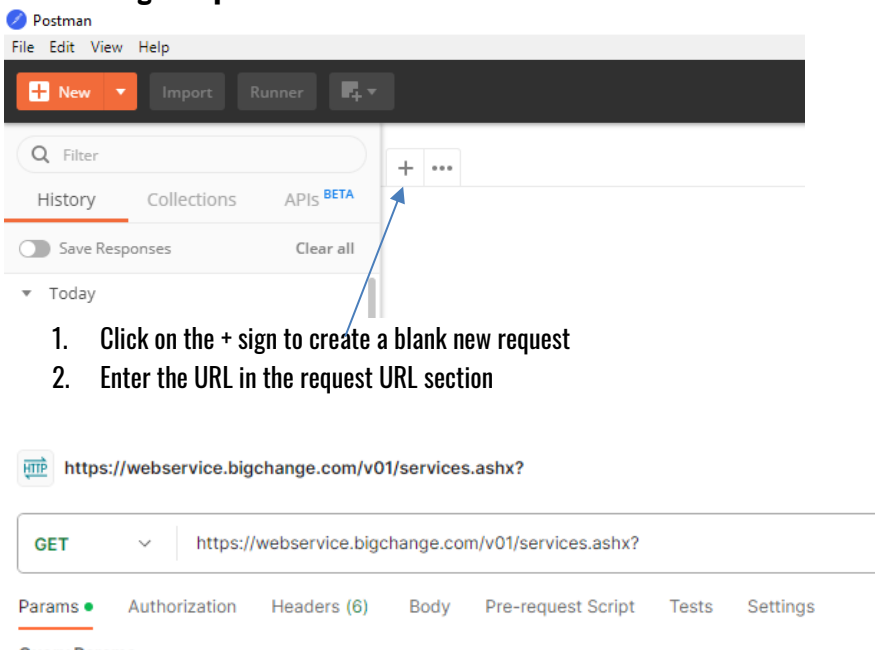 Postman
File Edit View Help
New Import Runner
Filter
History Collections APIs BETA
Save Responses Clear all
Today
1. Click on the + sign to create a blank new request
2. Enter the URL in the request URL section
HTTP https://webservice.bigchange.com/v01/services.ashx?
GET https://webservice.bigchange.com/v01/services.ashx?
Params Authorization Headers (6) Body Pre-request Script Tests Settings